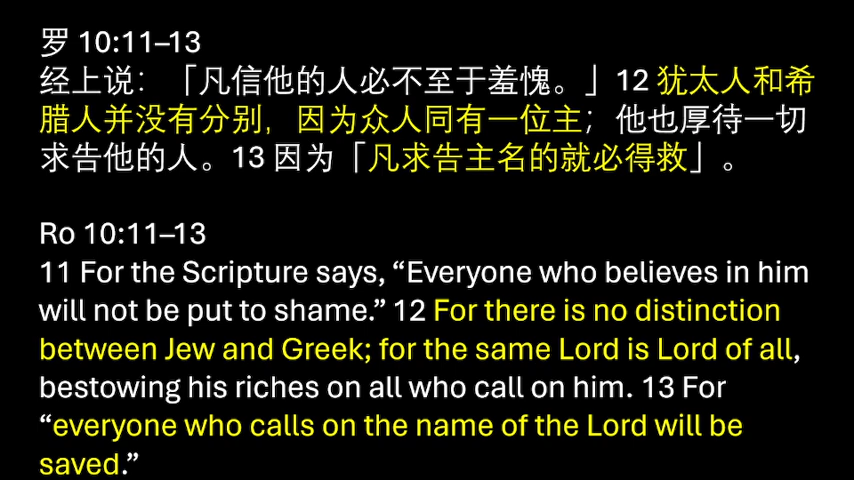 罗 10:11–13
经上说：「凡信他的人必不至于羞愧。」12 犹太人和希
腊人并没有分别，因为众人同有一位主；他也厚待一切
求告他的人。13 因为「凡求告主名的就必得救」。
Ro 10:11–13
11 For the Scripture says, “Everyone who believes in him
will not be put to shame.” 12 For there is no distinction
between Jew and Greek; for the same Lord is Lord of all,
bestowing his riches on all who call on him. 13 For
“everyone who calls on the name of the Lord will be
saved.”